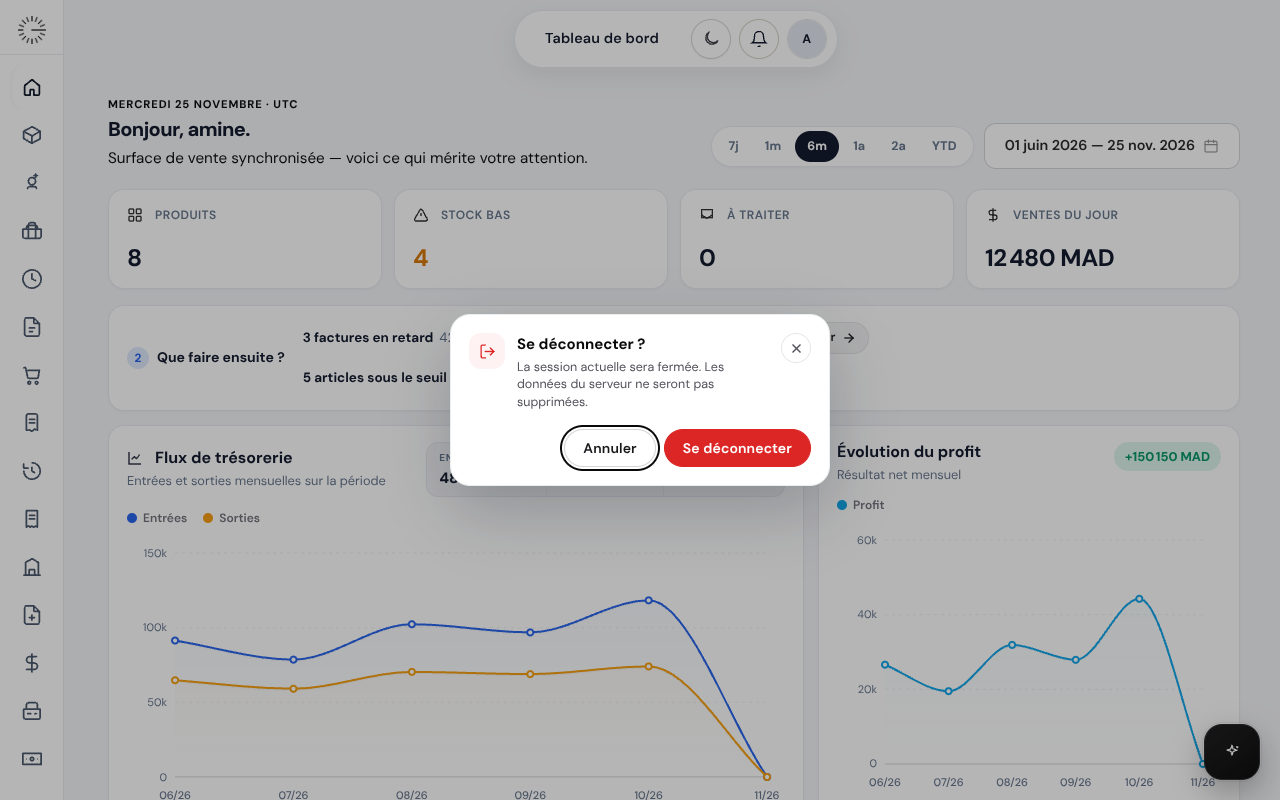 Tableau de bord
A
MERCREDI 25 NOVEMBRE · UTC
Bonjour, amine.
Surface de vente synchronisée — voici ce qui mérite votre attention.
7j 1m 6m 1a 2a YTD
01 juin 2026 — 25 nov. 2026
PRODUITS
8
STOCK BAS
4
À TRAITER
0
VENTES DU JOUR
12 480 MAD
2 Que faire ensuite ?
3 factures en retard
5 articles sous le seuil
Se déconnecter ?
La session actuelle sera fermée. Les
données du serveur ne seront pas
supprimées.
Annuler
Se déconnecter
Flux de trésorerie
Entrées et sorties mensuelles sur la période
Entrées
Sorties
150k
100k
50k
0
06/26 07/26 08/26 09/26 10/26 11/26
Évolution du profit
Résultat net mensuel
+150 150 MAD
Profit
60k
40k
20k
0
06/26 07/26 08/26 09/26 10/26 11/26